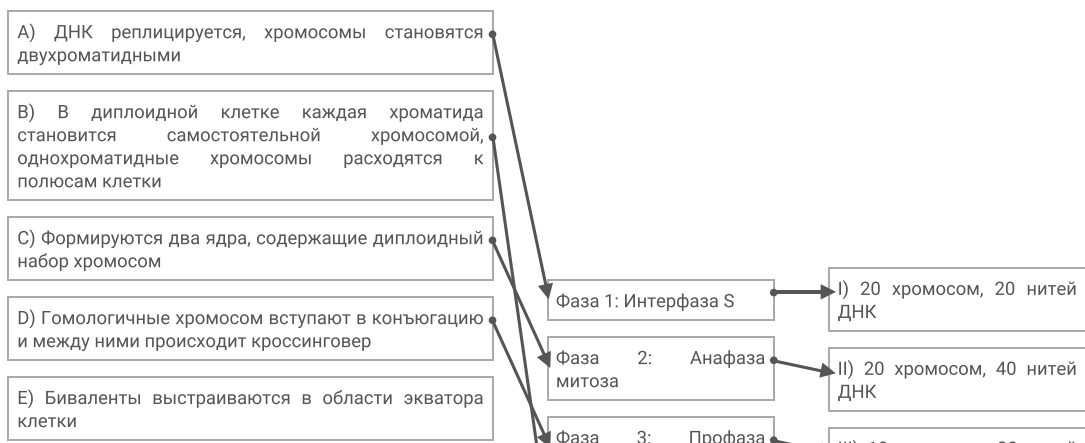 A) ДНК реплицируется, хромосомы становятся
двухроматидными
B) В диплоидной клетке каждая хроматида
становится самостоятельной хромосомой,
однохроматидные хромосомы расходятся к
полюсам клетки
C) Формируются два ядра, содержащие диплоидный
набор хромосом
D) Гомологичные хромосом вступают в конъюгацию
и между ними происходит кроссинговер
E) Биваленты выстраиваются в области экватора
клетки
Фаза 1: Интерфаза S
Фаза 2: Анафаза
митоза
Фаза 3: Профаза
I) 20 хромосом, 20 нитей
ДНК
II) 20 хромосом, 40 нитей
ДНК